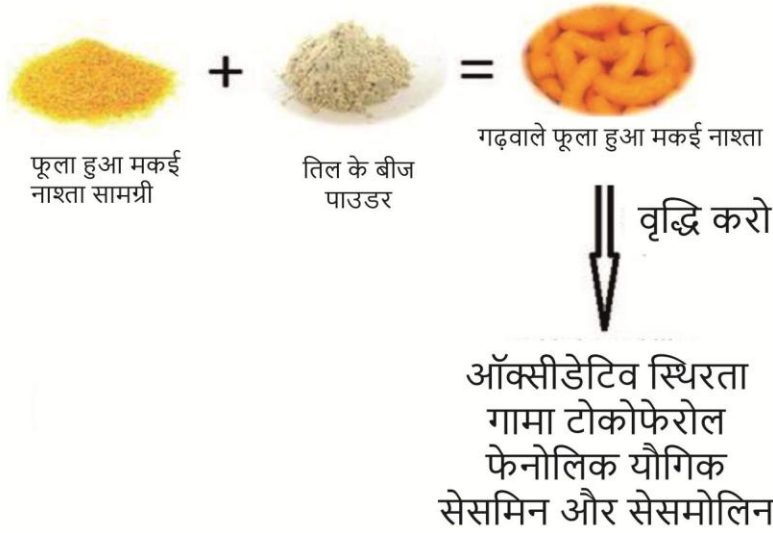 +
=
फूला हुआ मकई
नाश्ता सामग्री
तिल के बीज
पाउडर
गढ़वाले फूला हुआ मकई नाश्ता
वृद्धि करो
ऑक्सीडेटिव स्थिरता
गामा टोकोफेरोल
फेनोलिक यौगिक
सेसमिन और सेसमोलिन